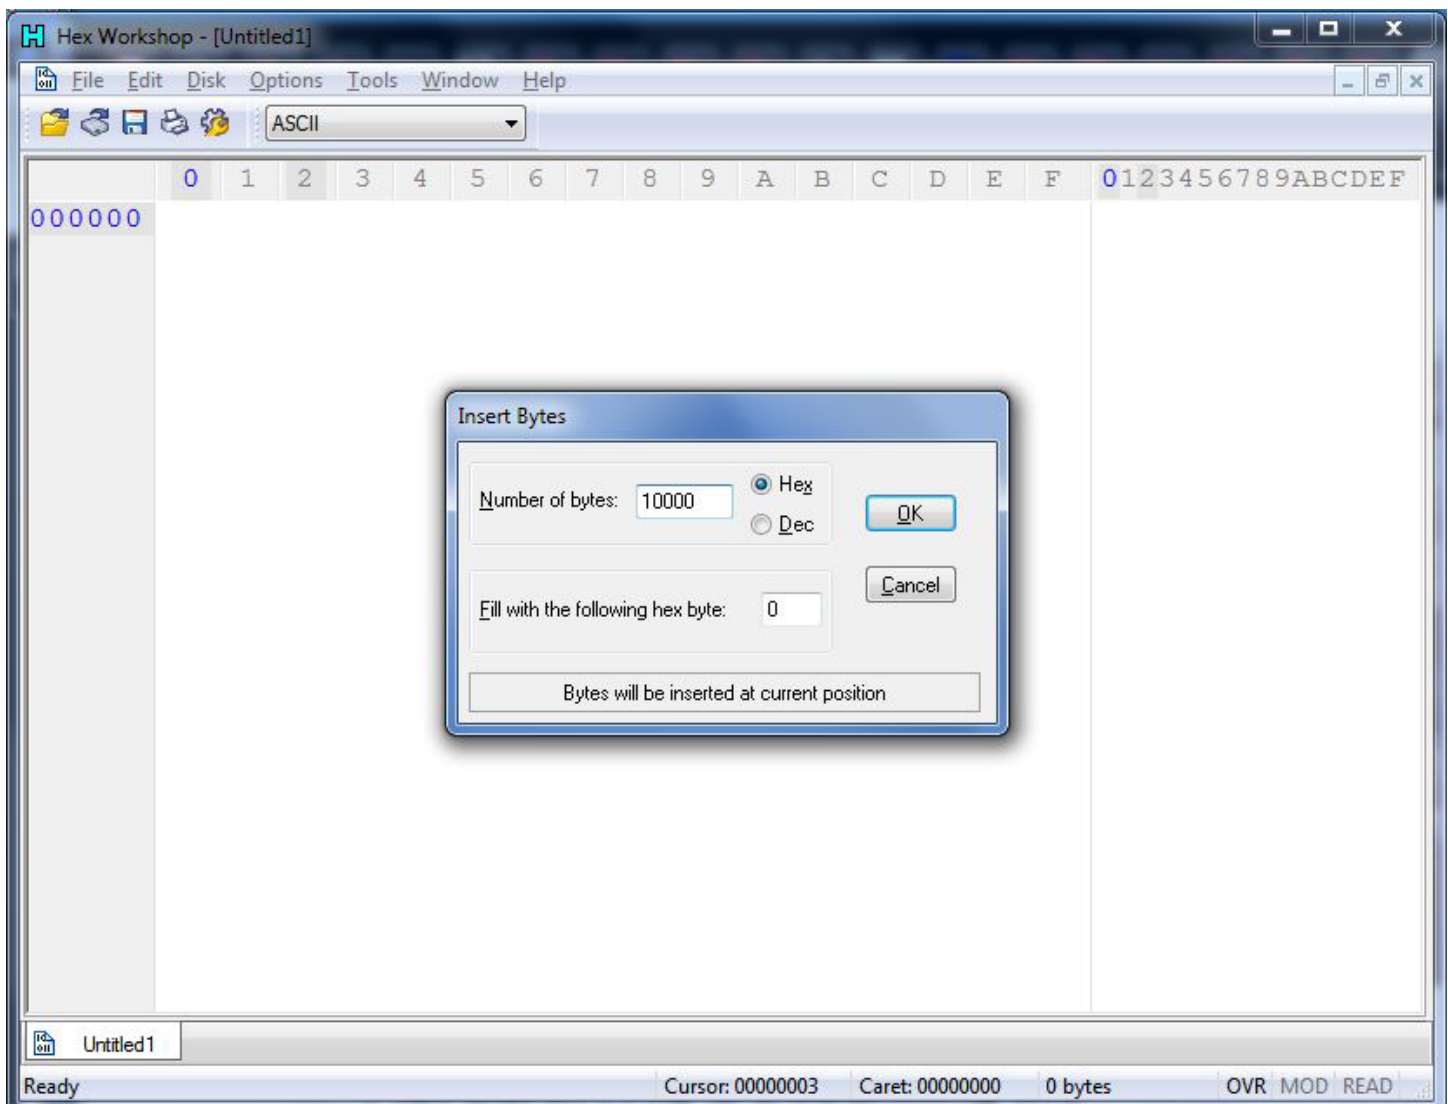 Hex Workshop - [Untitled1]
File Edit Disk Options Tools Window Help
ASCII
0 1 2 3 4 5 6 7 8 9 A B C D E F 0123456789ABCDEF
000000
Insert Bytes
Number of bytes: 10000
Hex
Dec
OK
Cancel
Fill with the following hex byte: 0
Bytes will be inserted at current position
Untitled1
Ready Cursor: 00000003 Caret: 00000000 0 bytes OVR MOD READ